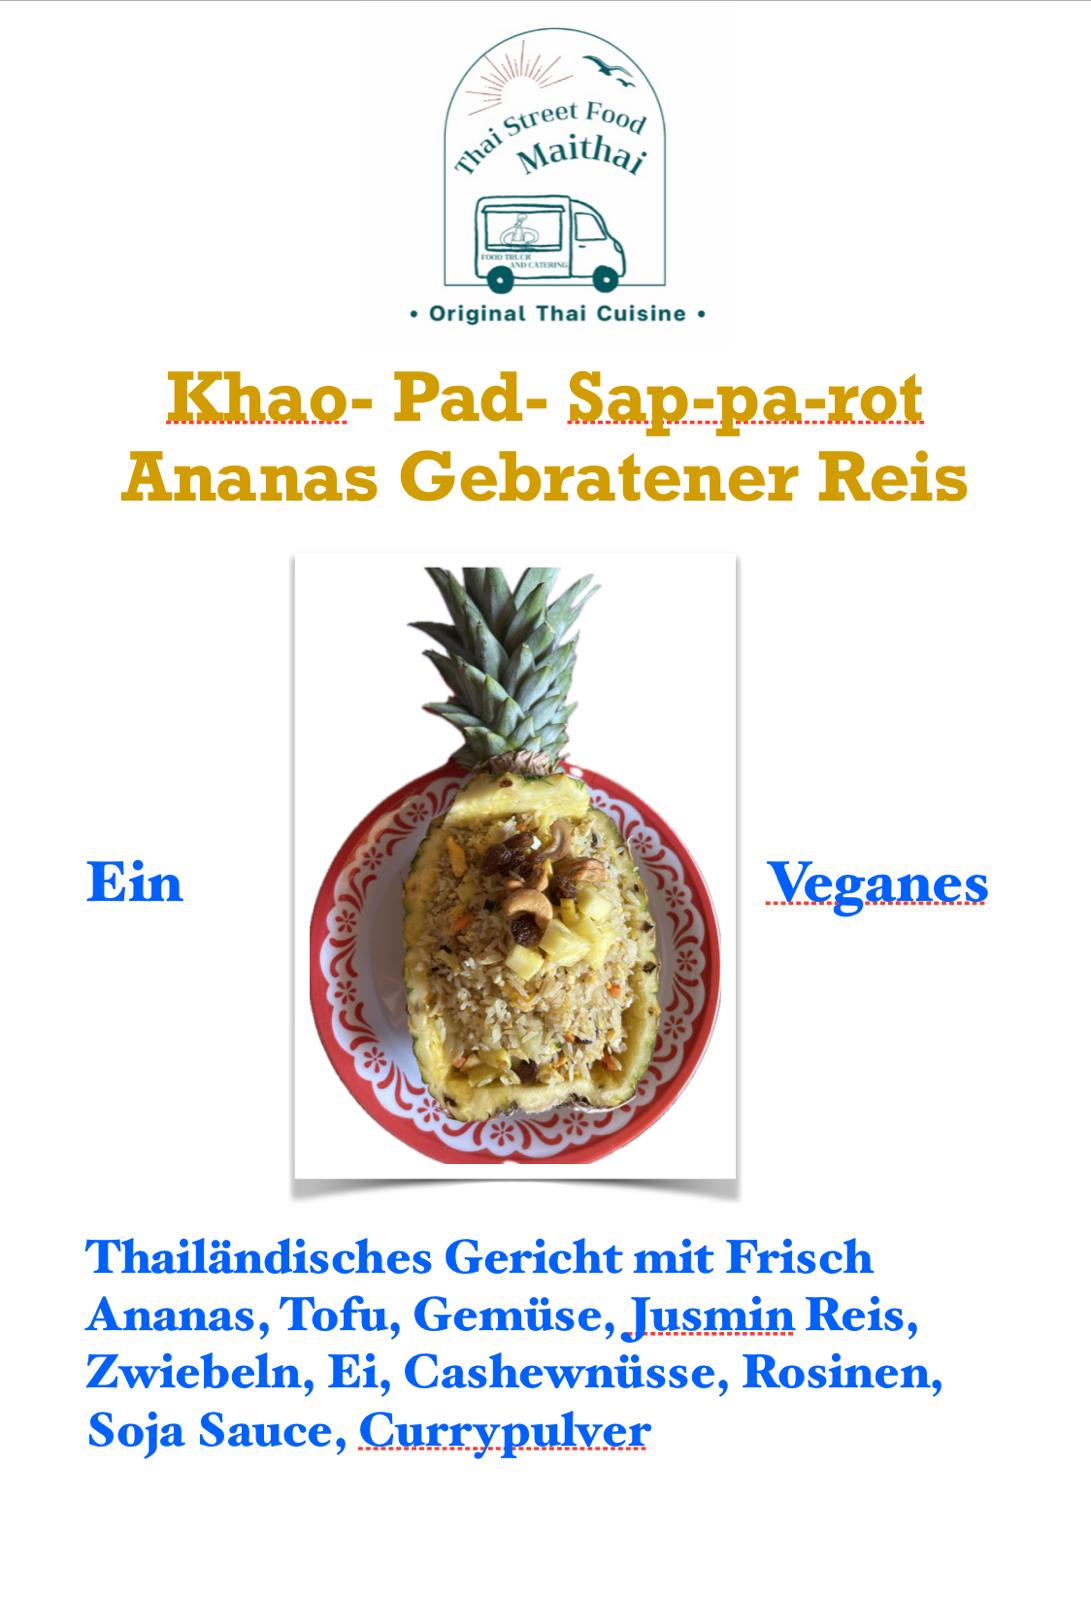 Thai Street Food
Maithai
FOOD TRUCK
AND CATERING
• Original Thai Cuisine •
Khao- Pad- Sap-pa-rot
Ananas Gebratener Reis
Ein Veganes
Thailändisches Gericht mit Frisch
Ananas, Tofu, Gemüse, Jusmin Reis,
Zwiebeln, Ei, Cashewnüsse, Rosinen,
Soja Sauce, Currypulver